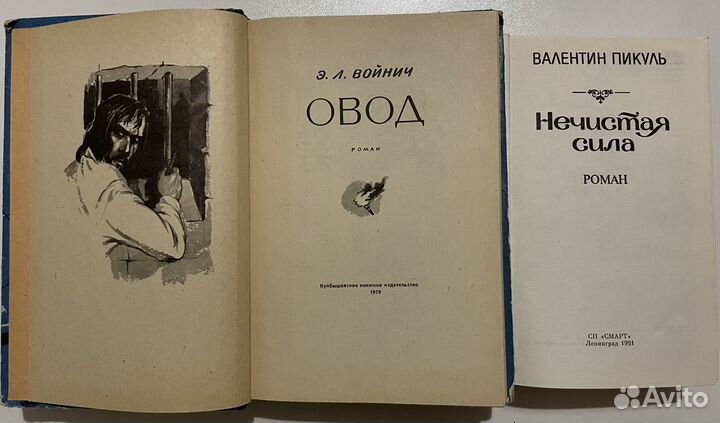 Э. Л. ВОЙНИЧ
ОВОД
РОМАН
Куйбышевское книжное издательство
1979
ВАЛЕНТИН ПИКУЛЬ
Нечистая
сила
РОМАН
СП «СМАРТ»
Ленинград 1991
Avito